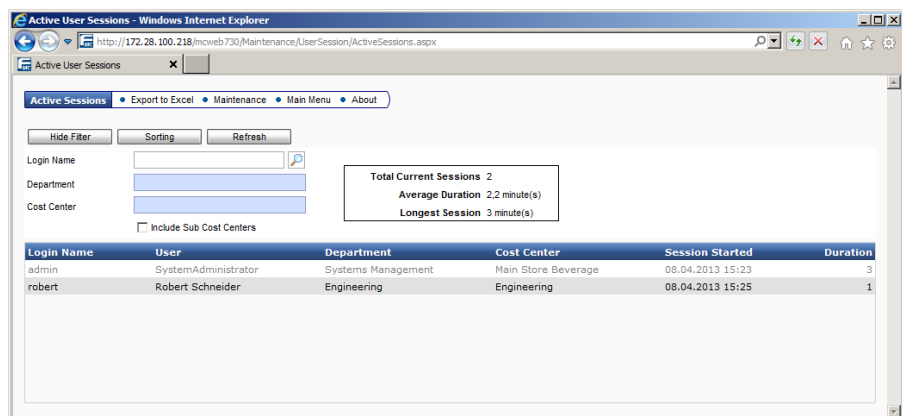 Active User Sessions - Windows Internet Explorer
http://172.28.100.218/mcweb730/Maintenance/UserSession/ActiveSessions.aspx
Active User Sessions
Active Sessions • Export to Excel • Maintenance • Main Menu • About
Hide Filter Sorting Refresh
Login Name
Department
Cost Center
Include Sub Cost Centers
Total Current Sessions 2
Average Duration 2,2 minute(s)
Longest Session 3 minute(s)
Login Name User Department Cost Center Session Started Duration
admin SystemAdministrator Systems Management Main Store Beverage 08.04.2013 15:23 3
robert Robert Schneider Engineering Engineering 08.04.2013 15:25 1